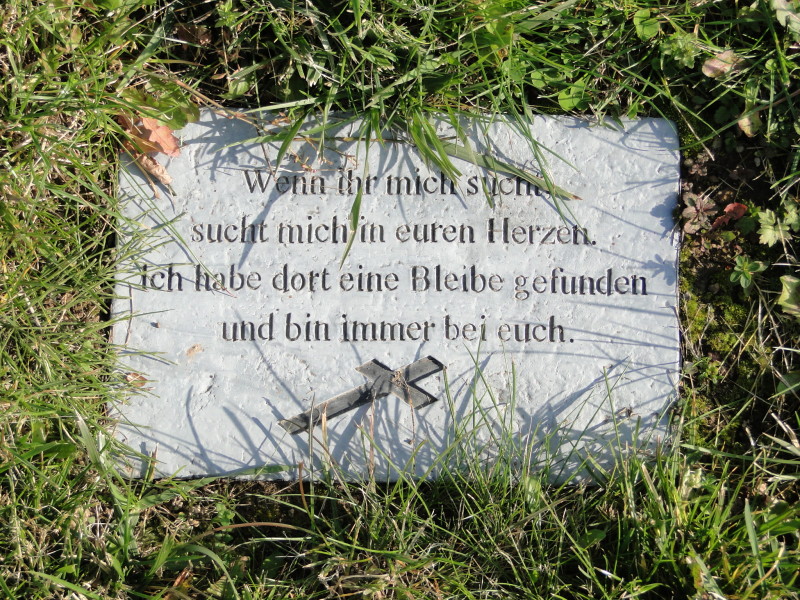 Wenn ihr mich sucht,
sucht mich in euren Herzen.
ich habe dort eine Bleibe gefunden
und bin immer bei euch.